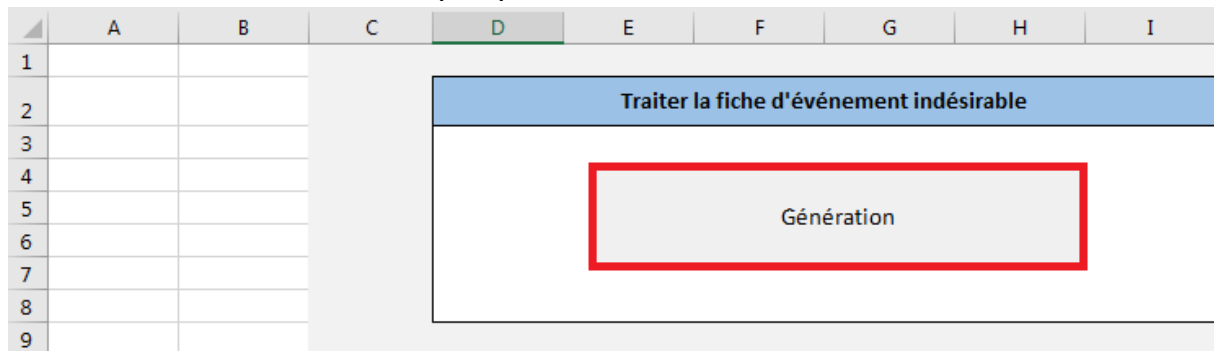 A B C D E F G H I
1
2 Traiter la fiche d'événement indésirable
3
4
5 Génération
6
7
8
9